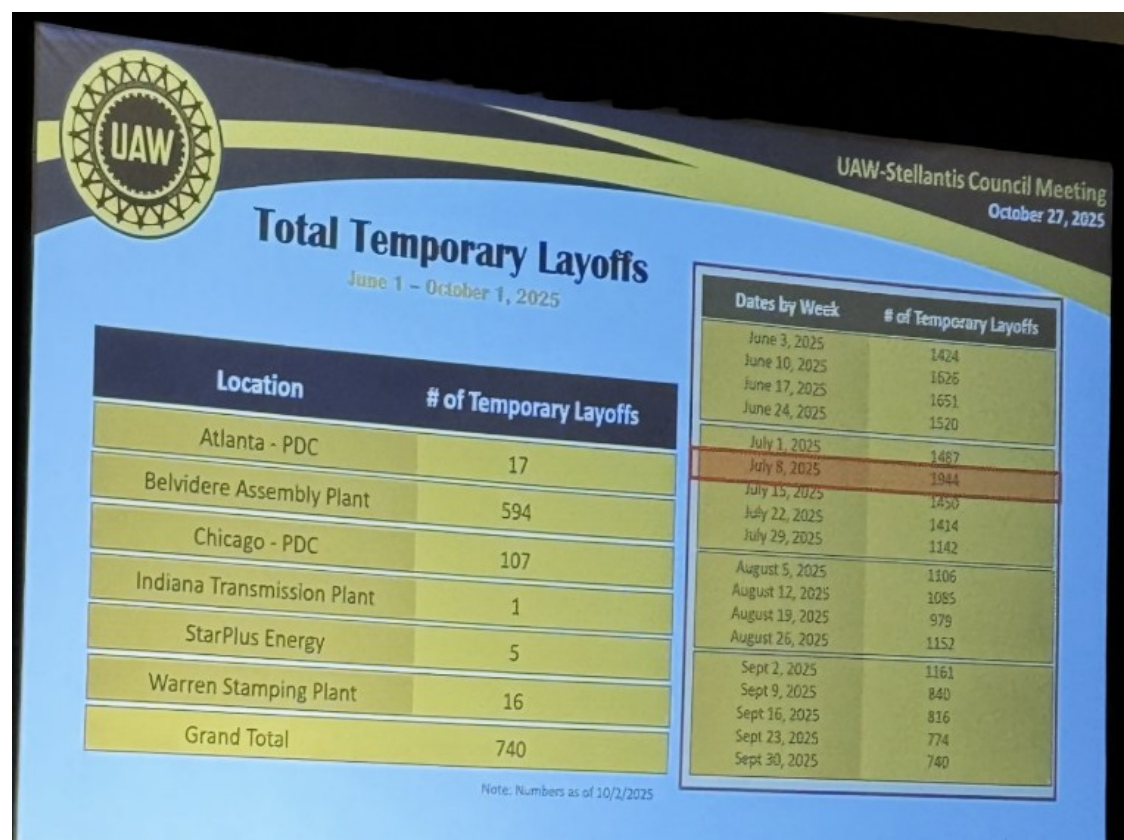 UAW
UAW-Stellantis Council Meeting
October 27, 2025
Total Temporary Layoffs
June 1 – October 1, 2025
Location # of Temporary Layoffs
Atlanta - PDC 17
Belvidere Assembly Plant 594
Chicago - PDC 107
Indiana Transmission Plant 1
StarPlus Energy 5
Warren Stamping Plant 16
Grand Total 740
Note: Numbers as of 10/2/2025
Dates by Week # of Temporary Layoffs
June 3, 2025 1424
June 10, 2025 1626
June 17, 2025 1651
June 24, 2025 1520
July 1, 2025 1487
July 8, 2025 1944
July 15, 2025 1450
July 22, 2025 1414
July 29, 2025 1142
August 5, 2025 1106
August 12, 2025 1085
August 19, 2025 979
August 26, 2025 1152
Sept 2, 2025 1161
Sept 9, 2025 840
Sept 16, 2025 816
Sept 23, 2025 774
Sept 30, 2025 740